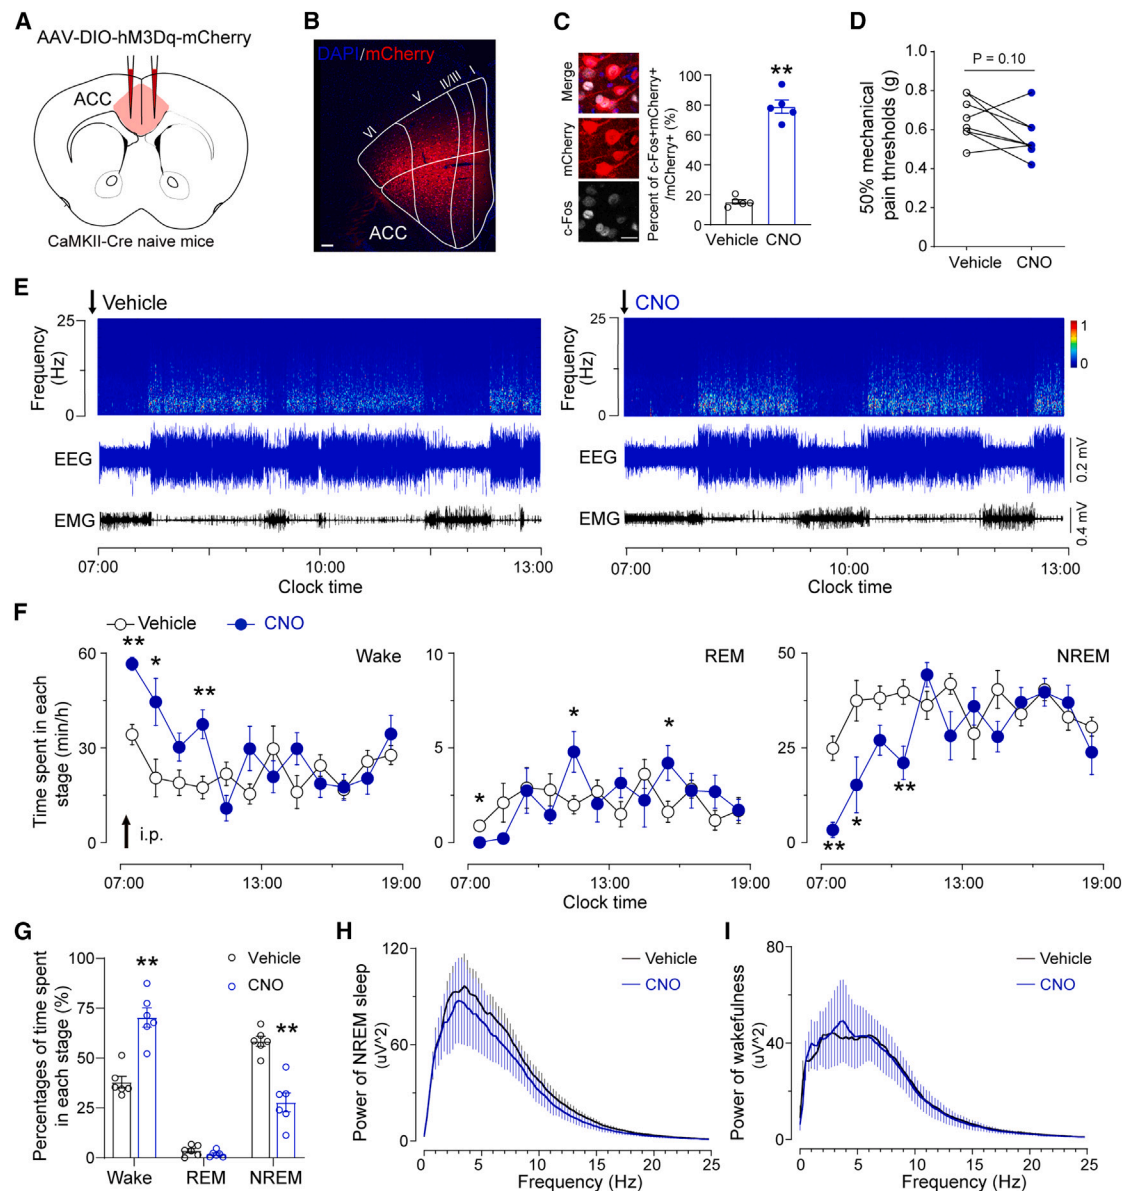 A
AAV-DIO-hM3Dq-mCherry
ACC
CaMKII-Cre naive mice
B
DAPI/mCherry
I
II/III
V
VI
ACC
C
Merge
mCherry
c-Fos
Percent of c-Fos+mCherry+
/mCherry+ (%)
100
80
60
40
20
0
**
Vehicle CNO
D
50% mechanical
pain thresholds (g)
1.0
0.8
0.6
0.4
0.2
0
P = 0.10
Vehicle CNO
E
Vehicle
CNO
Frequency
(Hz)
25
0
25
0
1
0
EEG
EEG
0.2 mV
EMG
EMG
0.4 mV
07:00 10:00 13:00
Clock time
07:00 10:00 13:00
Clock time
F
Vehicle CNO
Time spent in each
stage (min/h)
60
30
0
Wake
** * **
i.p.
07:00 13:00 19:00
10
5
0
REM
* * *
07:00 13:00 19:00
Clock time
50
25
0
NREM
** * **
07:00 13:00 19:00
G
Percentages of time spent
in each stage (%)
100
75
50
25
0
Vehicle
CNO
**
**
Wake REM NREM
H
Power of NREM sleep
(uV^2)
120
60
0
Vehicle
CNO
0 5 10 15 20 25
Frequency (Hz)
I
Power of wakefulness
(uV^2)
80
40
0
Vehicle
CNO
0 5 10 15 20 25
Frequency (Hz)